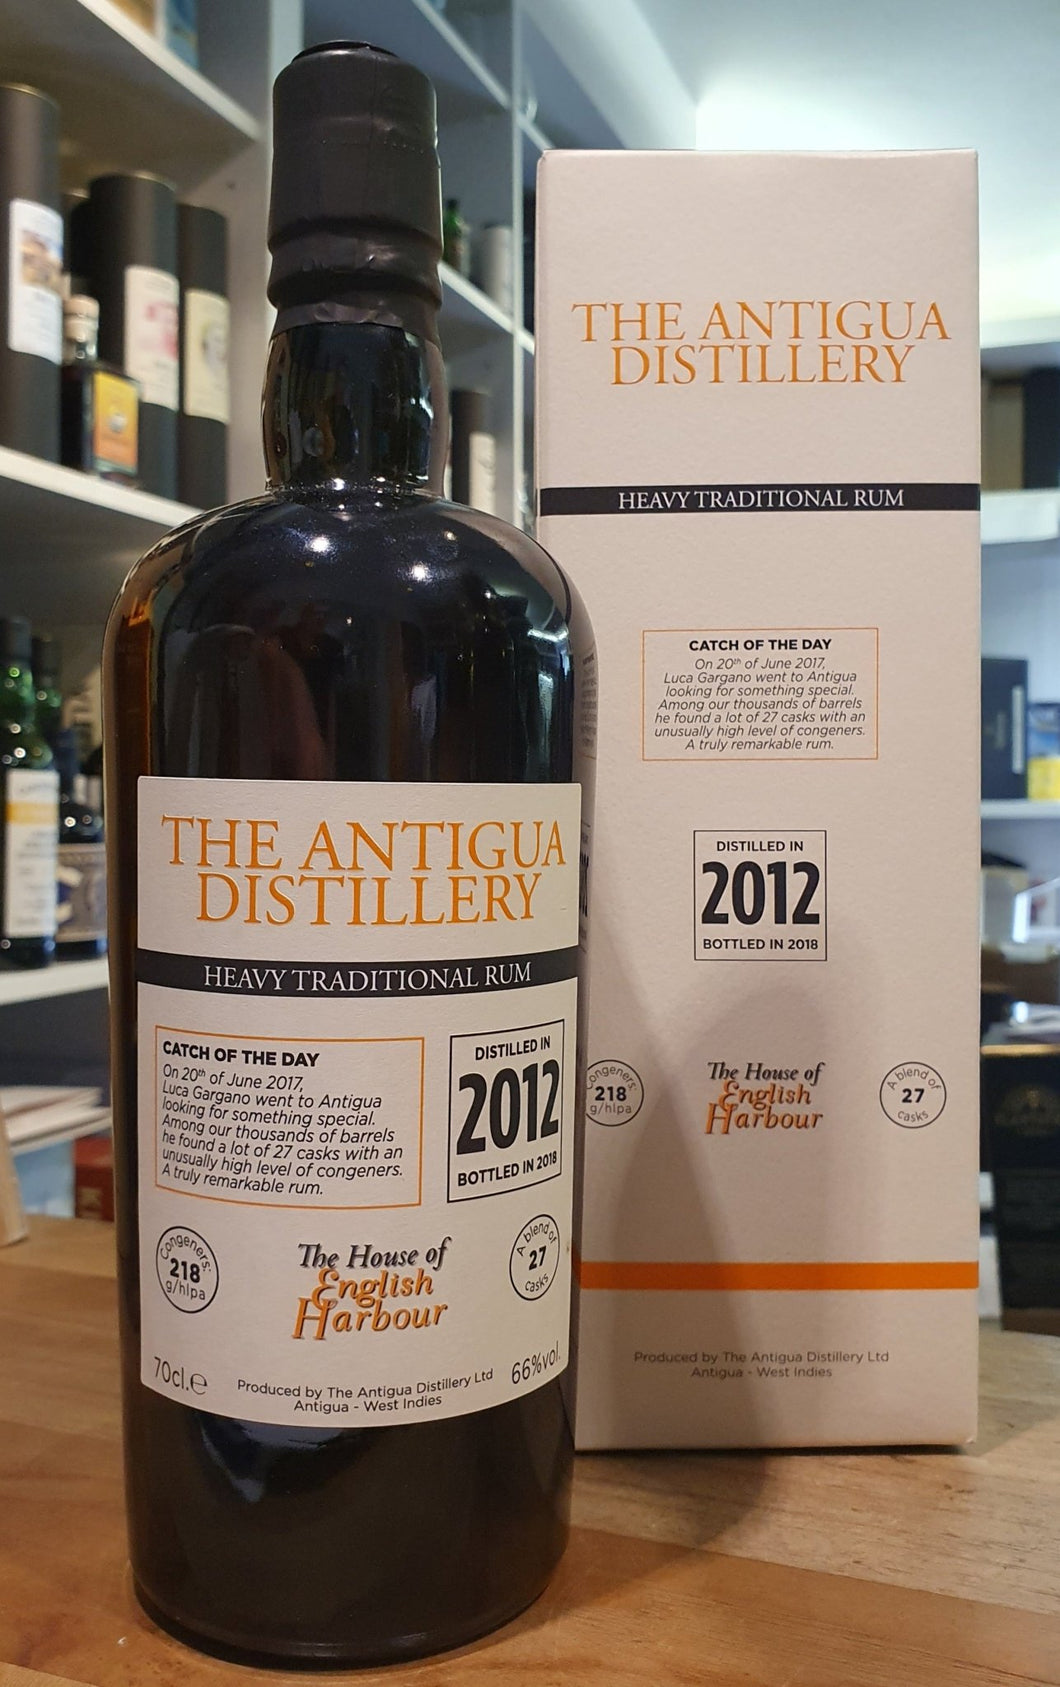 THE ANTIGUA
DISTILLERY
HEAVY TRADITIONAL RUM
CATCH OF THE DAY
On 20th of June 2017,
Luca Gargano went to Antigua
looking for something special.
Among our thousands of barrels
he found a lot of 27 casks with an
unusually high level of congeners.
A truly remarkable rum.
DISTILLED IN
2012
BOTTLED IN 2018
Congeners:
218
g/hlpa
The House of
English
Harbour
A blend of
27
casks
70cl.e
Produced by The Antigua Distillery Ltd
Antigua - West Indies
66%vol.
THE ANTIGUA
DISTILLERY
HEAVY TRADITIONAL RUM
CATCH OF THE DAY
On 20th of June 2017,
Luca Gargano went to Antigua
looking for something special.
Among our thousands of barrels
he found a lot of 27 casks with an
unusually high level of congeners.
A truly remarkable rum.
DISTILLED IN
2012
BOTTLED IN 2018
Congeners:
218
g/hlpa
The House of
English
Harbour
A blend of
27
casks
Produced by The Antigua Distillery Ltd
Antigua - West Indies